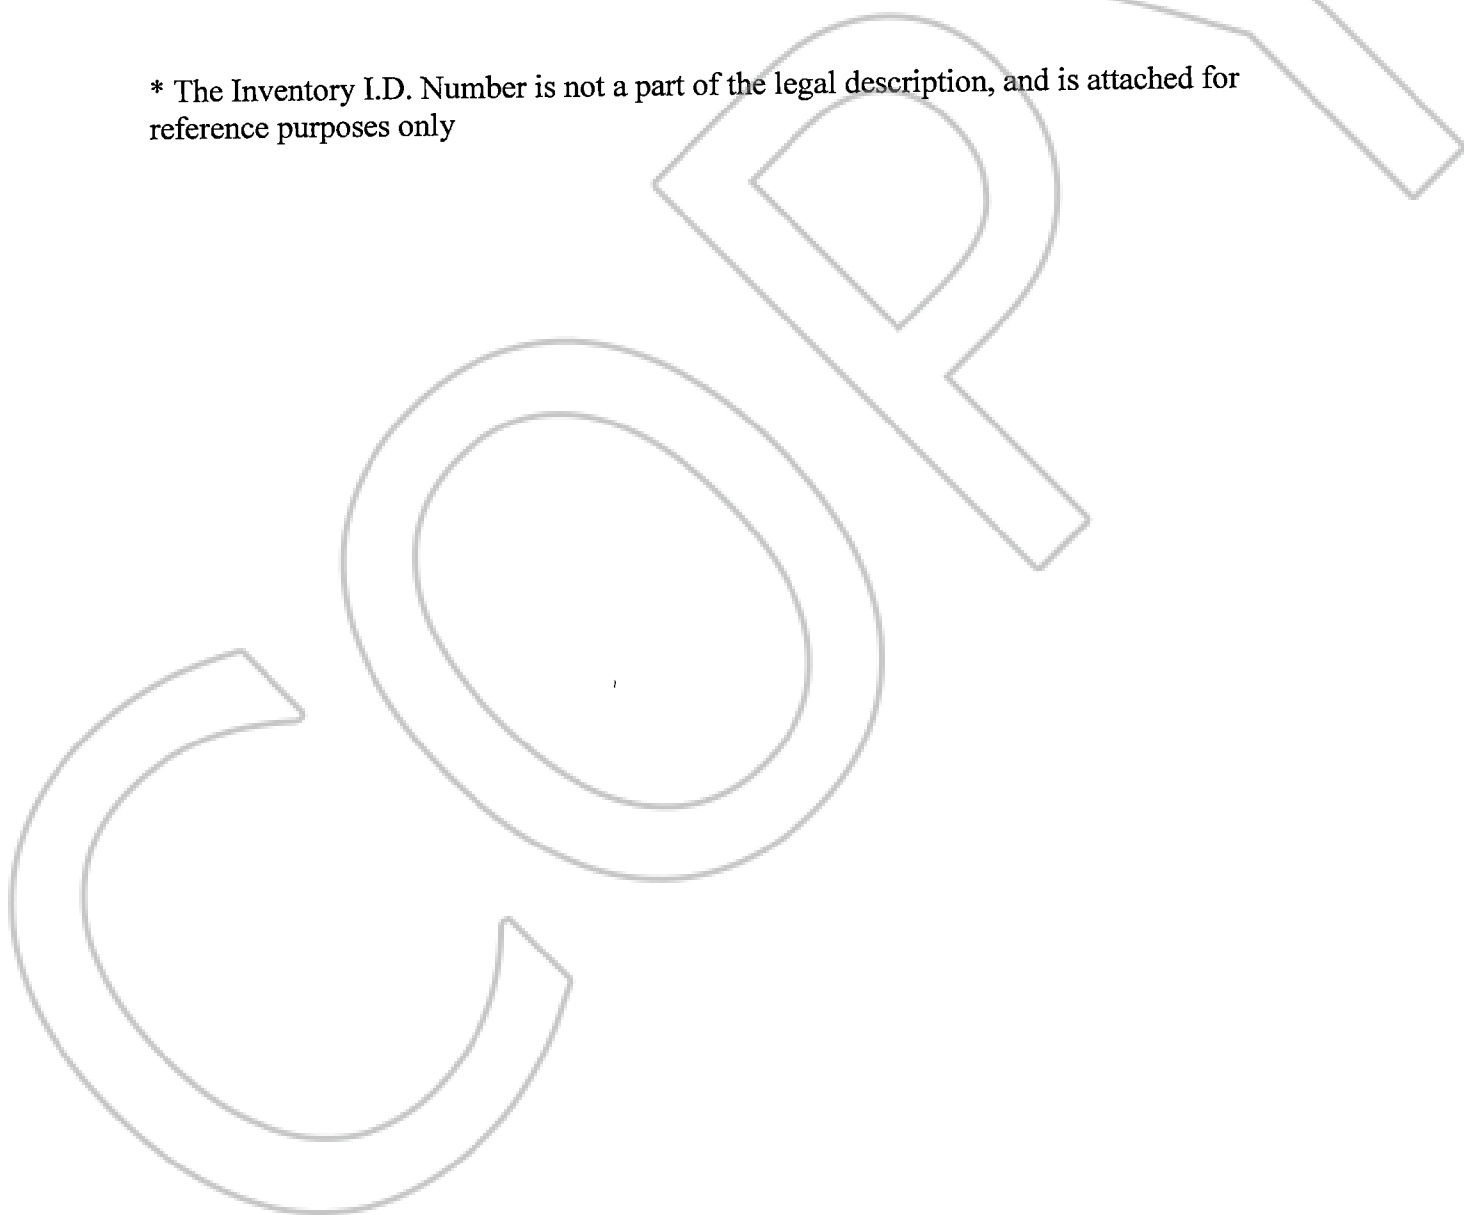 * The Inventory I.D. Number is not a part of the legal description, and is attached for
reference purposes only
COPY